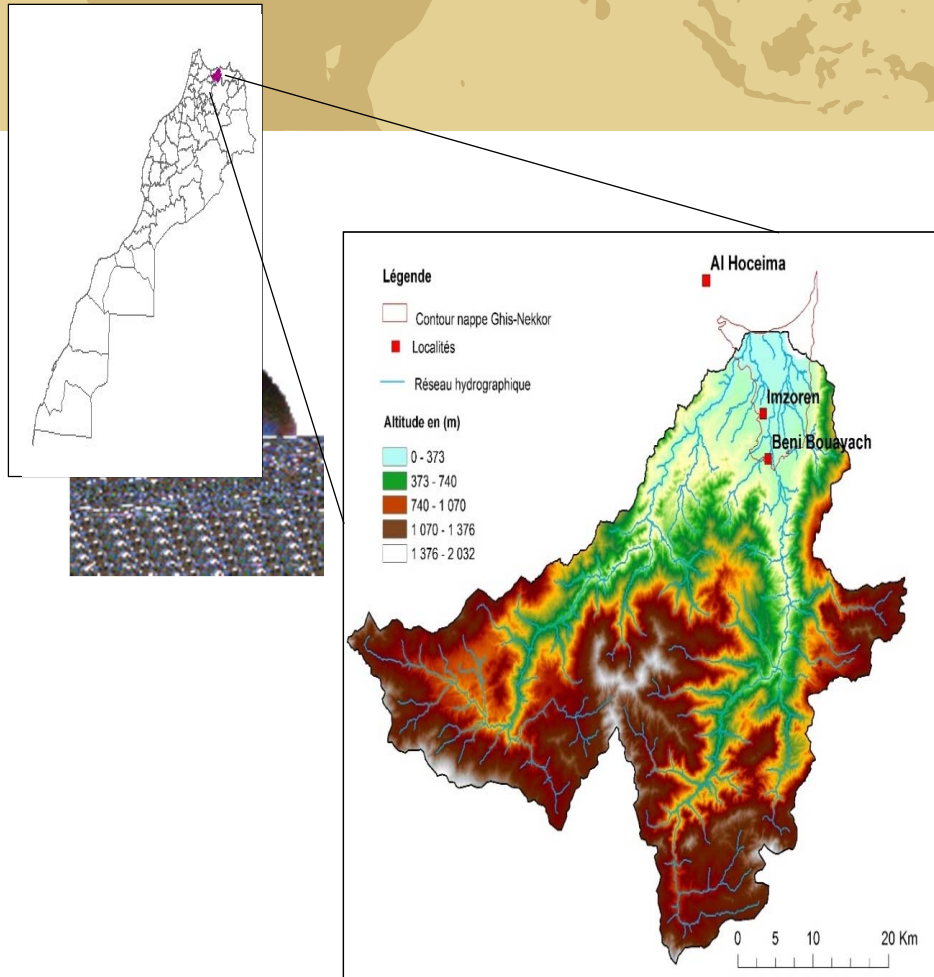 Al Hoceima
Légende
Contour nappe Ghis-Nekkor
Localités
Réseau hydrographique
Imzoren
Altitude en (m)
Beni Bouayach
0 - 373
373 - 740
740 - 1 070
1 070 - 1 376
1 376 - 2 032
0 5 10 20 Km